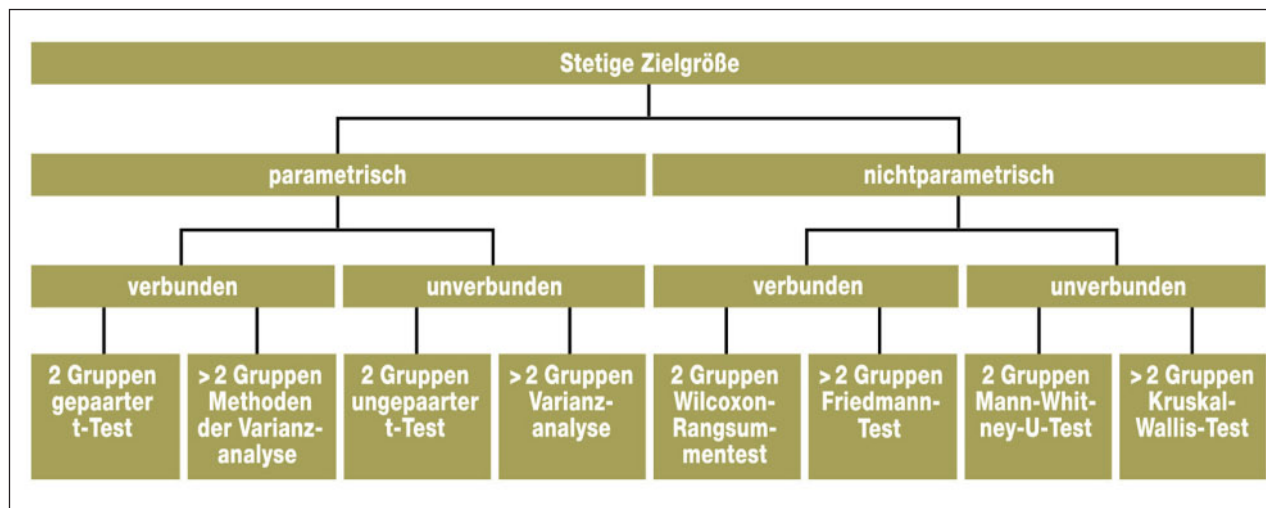 Stetige Zielgröße
parametrisch
nichtparametrisch
verbunden
unverbunden
verbunden
unverbunden
2 Gruppen
gepaarter
t-Test
> 2 Gruppen
Methoden
der Varianz-
analyse
2 Gruppen
ungepaarter
t-Test
> 2 Gruppen
Varianz-
analyse
2 Gruppen
Wilcoxon-
Rangsum-
mentest
> 2 Gruppen
Friedmann-
Test
2 Gruppen
Mann-Whit-
ney-U-Test
> 2 Gruppen
Kruskal-
Wallis-Test